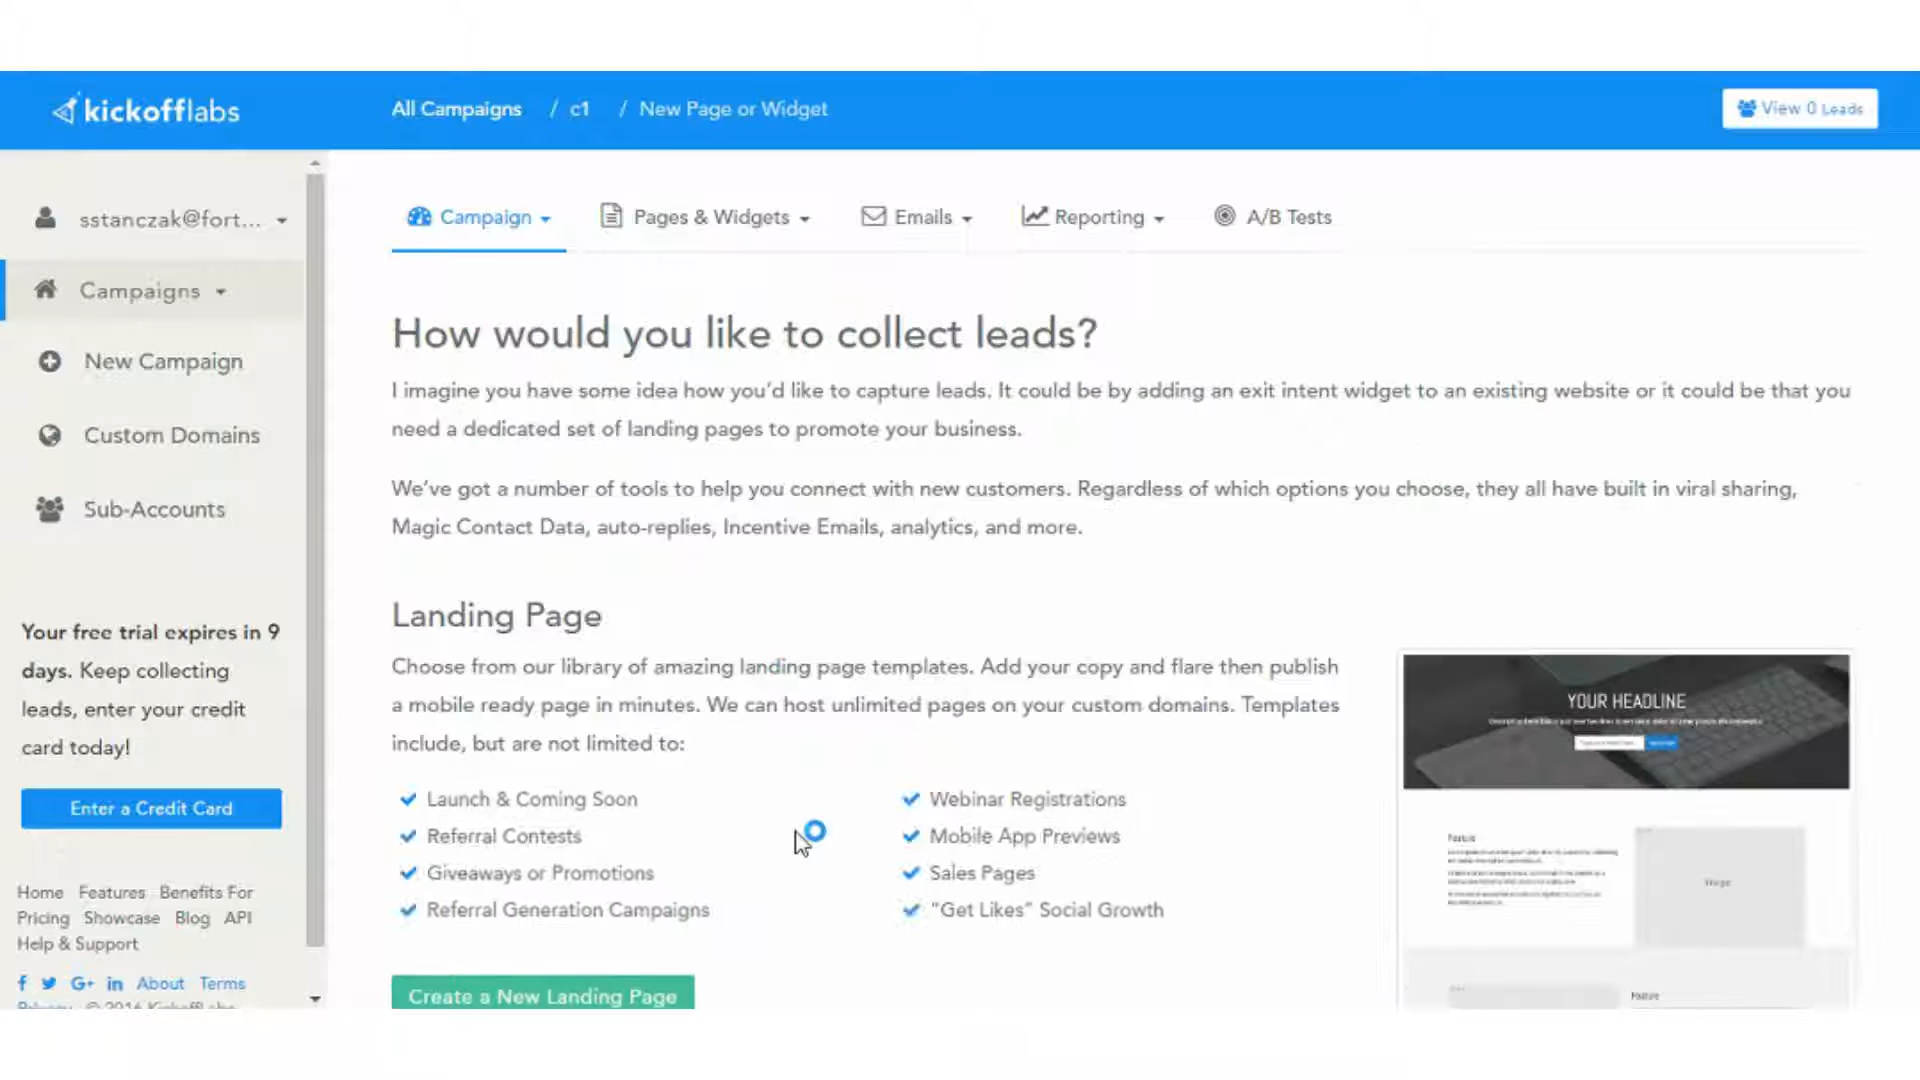 kickofflabs
All Campaigns / c1 / New Page or Widget
View 0 Leads
sstanczak@fort...
Campaigns
New Campaign
Custom Domains
Sub-Accounts
Your free trial expires in 9
days. Keep collecting
leads, enter your credit
card today!
Enter a Credit Card
Home Features Benefits For
Pricing Showcase Blog API
Help & Support
G+ in About Terms
Privacy © 2016 KickoffLabs
Campaign
Pages & Widgets
Emails
Reporting
A/B Tests
How would you like to collect leads?
I imagine you have some idea how you'd like to capture leads. It could be by adding an exit intent widget to an existing website or it could be that you
need a dedicated set of landing pages to promote your business.
We've got a number of tools to help you connect with new customers. Regardless of which options you choose, they all have built in viral sharing,
Magic Contact Data, auto-replies, Incentive Emails, analytics, and more.
Landing Page
Choose from our library of amazing landing page templates. Add your copy and flare then publish
a mobile ready page in minutes. We can host unlimited pages on your custom domains. Templates
include, but are not limited to:
Launch & Coming Soon
Referral Contests
Giveaways or Promotions
Referral Generation Campaigns
Webinar Registrations
Mobile App Previews
Sales Pages
"Get Likes" Social Growth
Create a New Landing Page
YOUR HEADLINE
Feature
Image
Feature